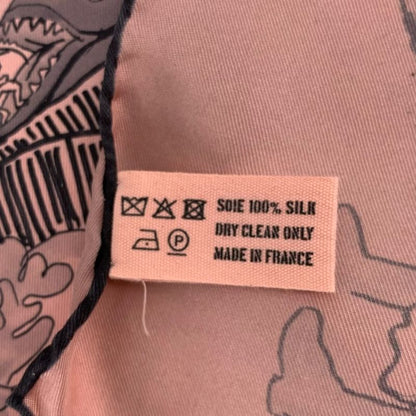 SOIE 100% SILK
DRY CLEAN ONLY
P MADE IN FRANCE